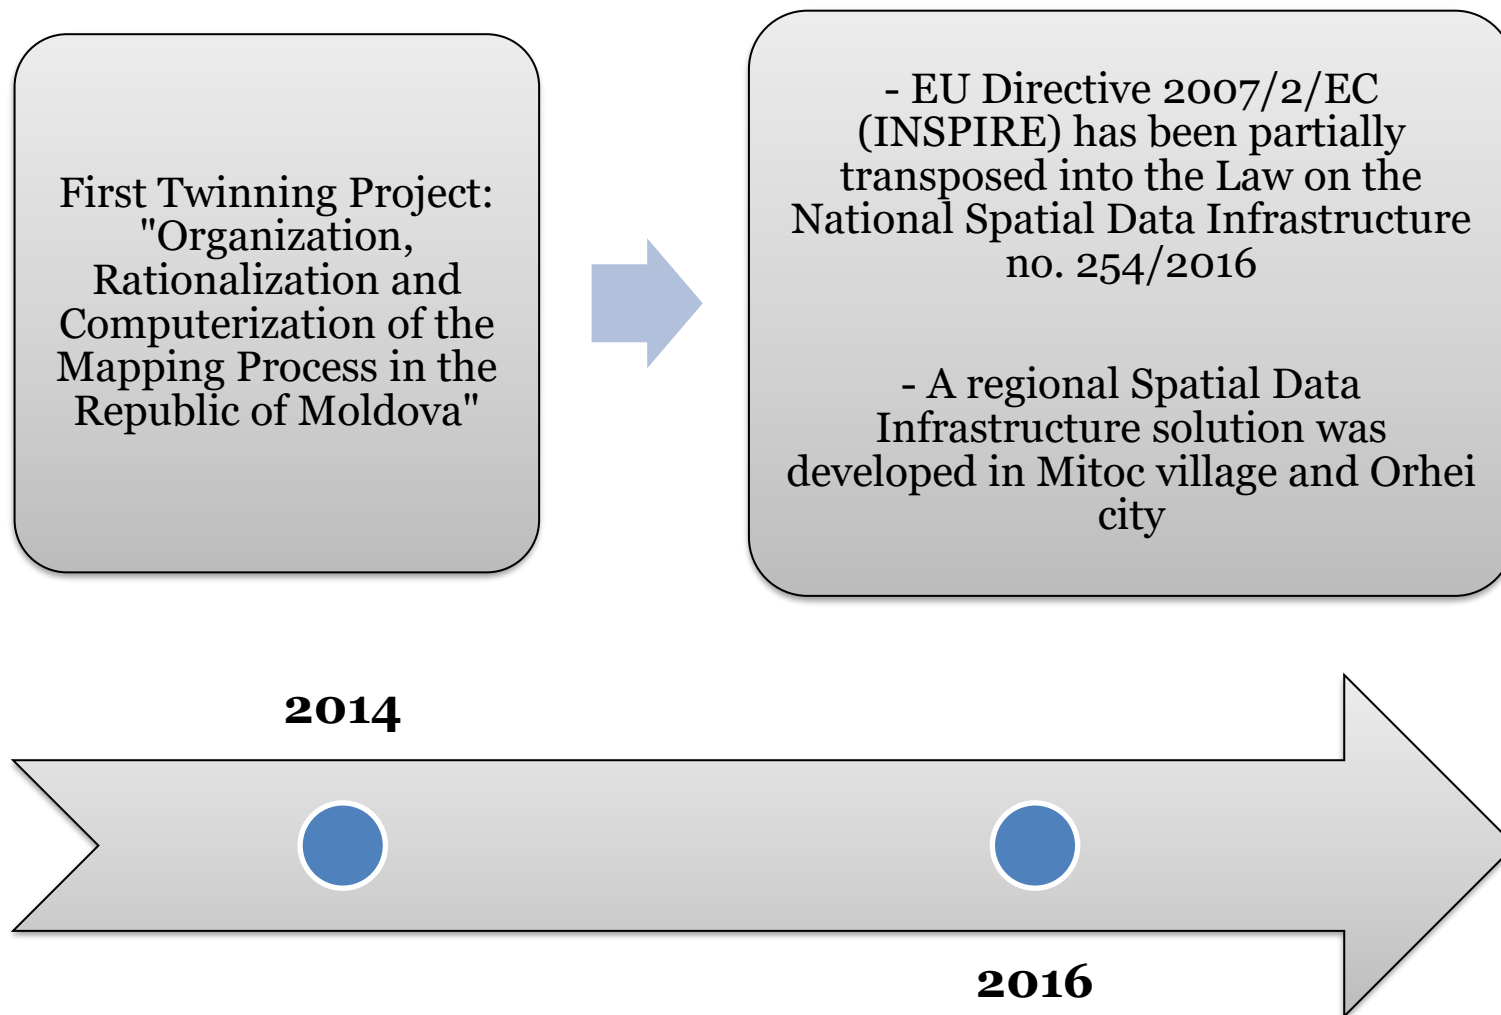 First Twinning Project:
"Organization,
Rationalization and
Computerization of the
Mapping Process in the
Republic of Moldova"
- EU Directive 2007/2/EC
(INSPIRE) has been partially
transposed into the Law on the
National Spatial Data Infrastructure
no. 254/2016
- A regional Spatial Data
Infrastructure solution was
developed in Mitoc village and Orhei
city
2014
2016